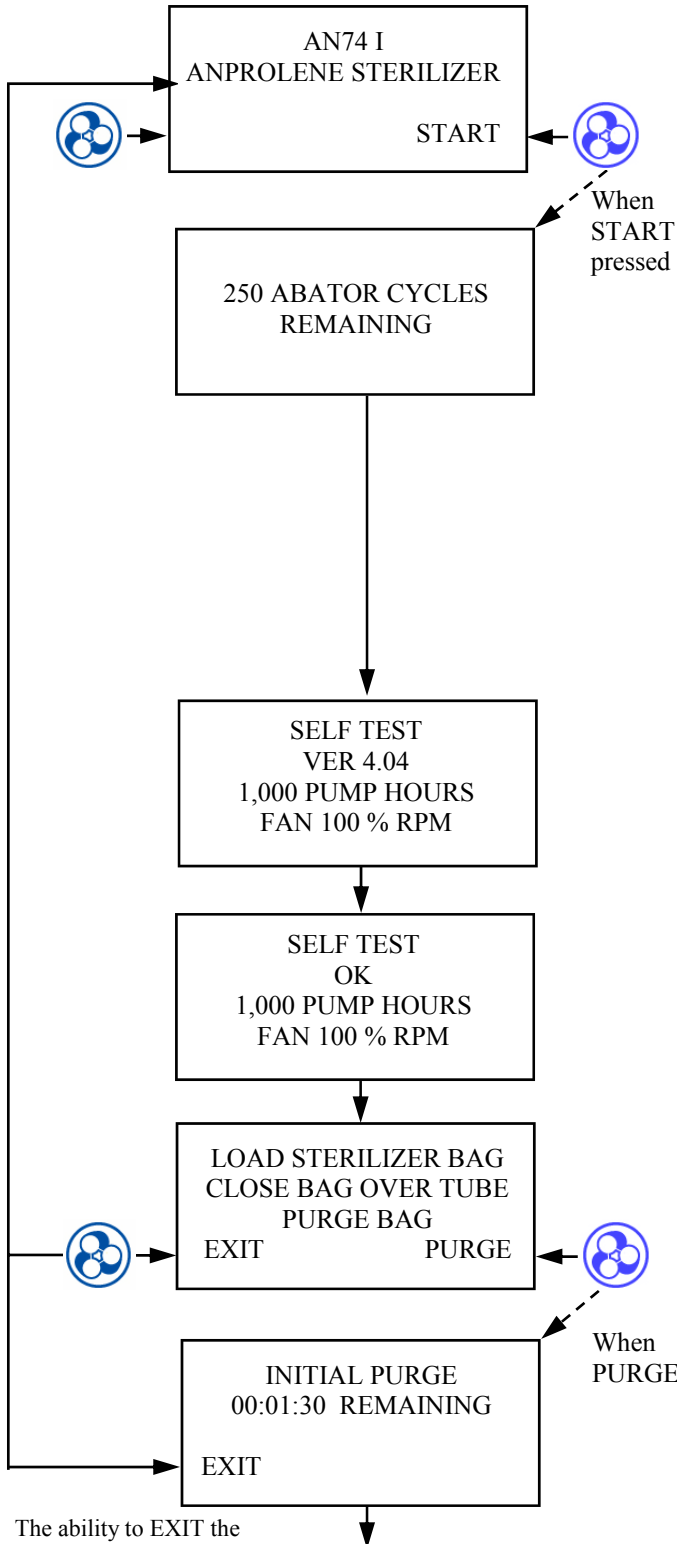 AN74 I
ANPROLENE STERILIZER
START
When
START
pressed
250 ABATOR CYCLES
REMAINING
SELF TEST
VER 4.04
1,000 PUMP HOURS
FAN 100 % RPM
SELF TEST
OK
1,000 PUMP HOURS
FAN 100 % RPM
LOAD STERILIZER BAG
CLOSE BAG OVER TUBE
PURGE BAG
EXIT PURGE
When
PURGE
INITIAL PURGE
00:01:30 REMAINING
EXIT
The ability to EXIT the